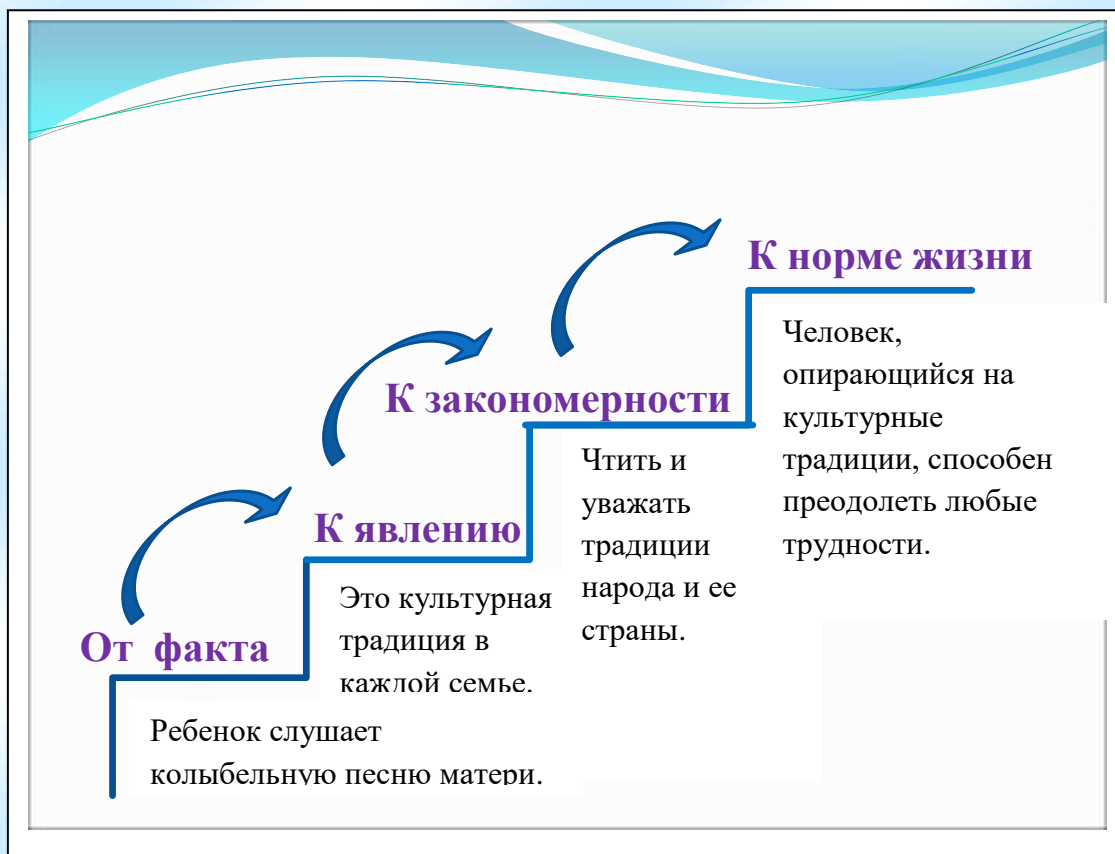 К норме жизни
Человек,
опирающийся на
культурные
традиции, способен
преодолеть любые
трудности.
К закономерности
Чтить и
уважать
традиции
народа и ее
страны.
К явлению
Это культурная
традиция в
каждой семье.
От факта
Ребенок слушает
колыбельную песню матери.